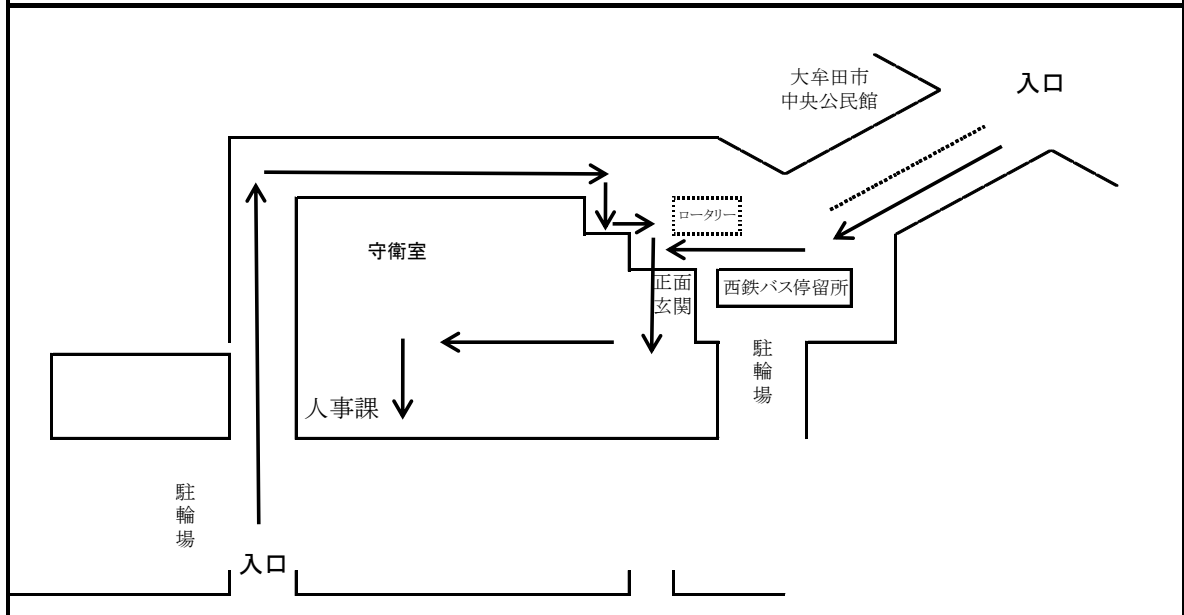 大牟田市
中央公民館
入口
ロータリー
守衛室
正面
玄関
西鉄バス停留所
駐輪場
人事課
駐輪場
入口